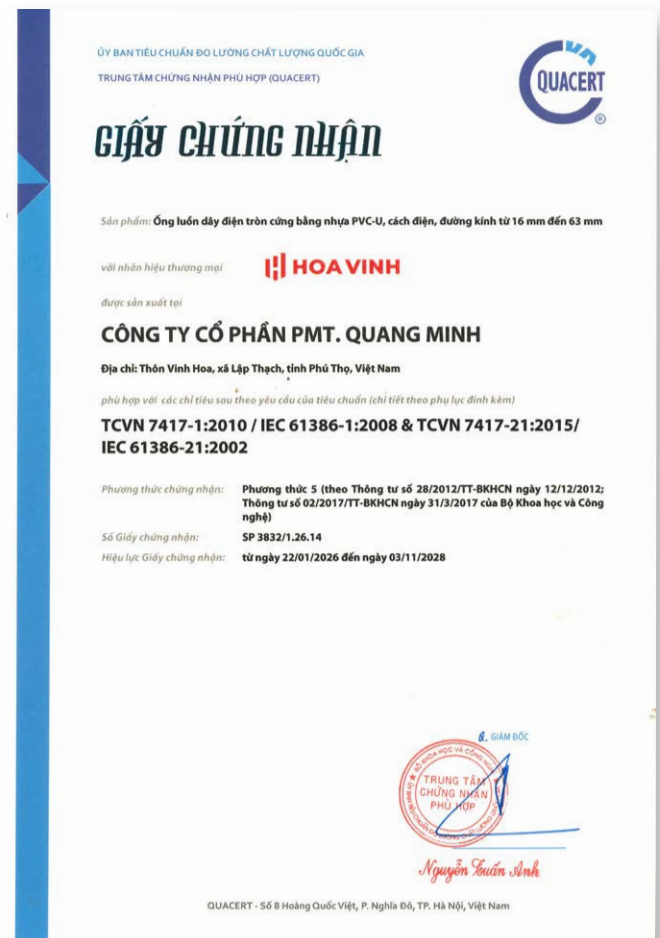 ỦY BAN TIÊU CHUẨN ĐO LƯỜNG CHẤT LƯỢNG QUỐC GIA
TRUNG TÂM CHỨNG NHẬN PHÙ HỢP (QUACERT)
QUACERT
®
GIẤY CHỨNG NHẬN
Sản phẩm: Ống luồn dây điện tròn cứng bằng nhựa PVC-U, cách điện, đường kính từ 16 mm đến 63 mm
với nhãn hiệu thương mại
HOA VINH
được sản xuất tại
CÔNG TY CỔ PHẦN PMT. QUANG MINH
Địa chỉ: Thôn Vinh Hoa, xã Lập Thạch, tỉnh Phú Thọ, Việt Nam
phù hợp với các chỉ tiêu sau theo yêu cầu của tiêu chuẩn (chi tiết theo phụ lục đính kèm)
TCVN 7417-1:2010 / IEC 61386-1:2008 & TCVN 7417-21:2015/
IEC 61386-21:2002
Phương thức chứng nhận: Phương thức 5 (theo Thông tư số 28/2012/TT-BKHCN ngày 12/12/2012;
Thông tư số 02/2017/TT-BKHCN ngày 31/3/2017 của Bộ Khoa học và Công
nghệ)
Số Giấy chứng nhận: SP 3832/1.26.14
Hiệu lực Giấy chứng nhận: từ ngày 22/01/2026 đến ngày 03/11/2028
GIÁM ĐỐC
BỘ KHOA HỌC VÀ CÔNG
TRUNG TÂM
CHỨNG NHẬN
PHÙ HỢP
Nguyễn Tuấn Anh
QUACERT - Số 8 Hoàng Quốc Việt, P. Nghĩa Đô, TP. Hà Nội, Việt Nam